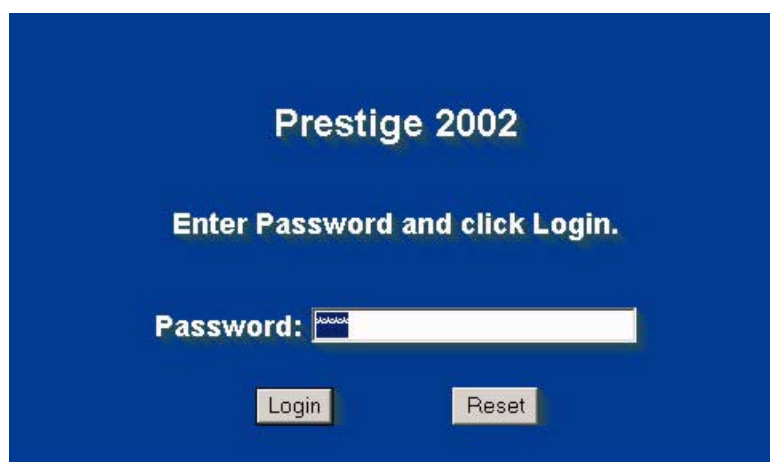 Prestige 2002
Enter Password and click Login.
Password: ****
Login Reset